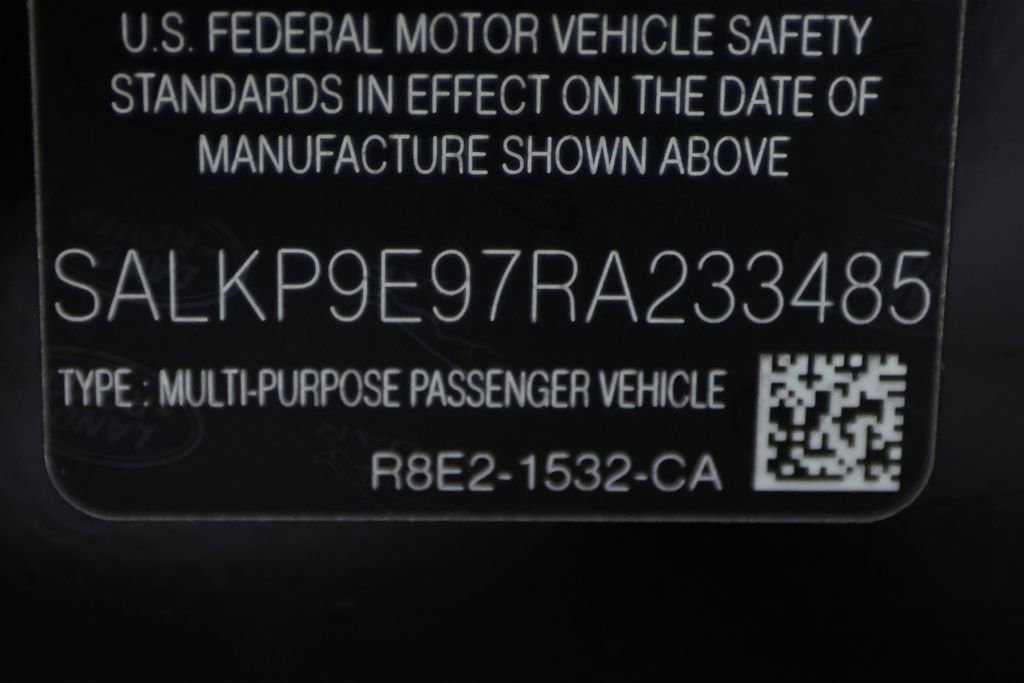 U.S. FEDERAL MOTOR VEHICLE SAFETY
STANDARDS IN EFFECT ON THE DATE OF
MANUFACTURE SHOWN ABOVE
SALKP9E97RA233485
TYPE : MULTI-PURPOSE PASSENGER VEHICLE
R8E2-1532-CA